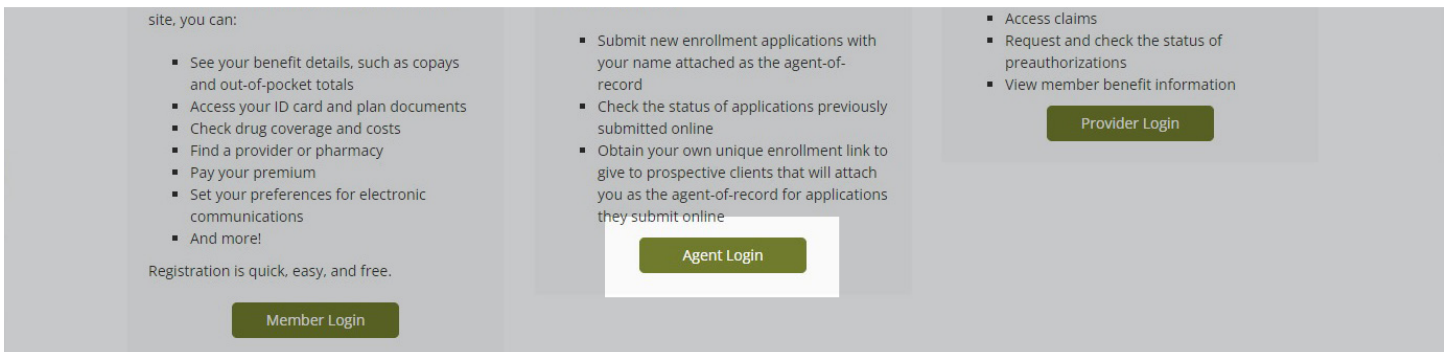 site, you can:
▪ See your benefit details, such as copays
and out-of-pocket totals
▪ Access your ID card and plan documents
▪ Check drug coverage and costs
▪ Find a provider or pharmacy
▪ Pay your premium
▪ Set your preferences for electronic
communications
▪ And more!
Registration is quick, easy, and free.
Member Login
▪ Submit new enrollment applications with
your name attached as the agent-of-
record
▪ Check the status of applications previously
submitted online
▪ Obtain your own unique enrollment link to
give to prospective clients that will attach
you as the agent-of-record for applications
they submit online
Agent Login
▪ Access claims
▪ Request and check the status of
preauthorizations
▪ View member benefit information
Provider Login